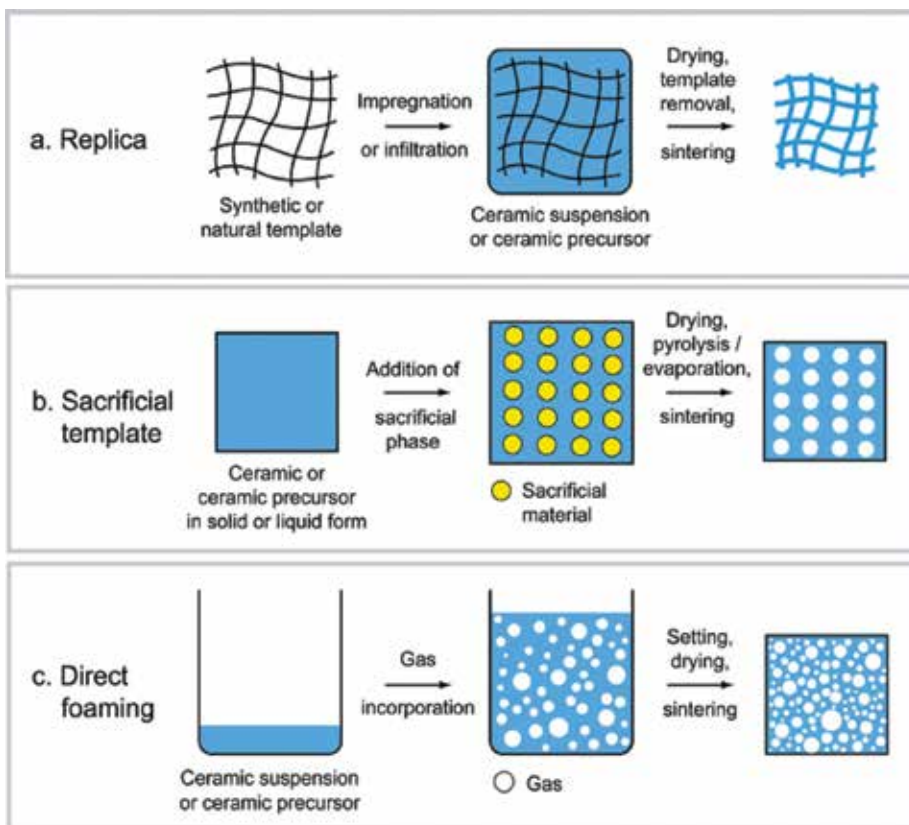 a. Replica
Synthetic or
natural template
Impregnation
or infiltration
Ceramic suspension
or ceramic precursor
Drying,
template
removal,
sintering
b. Sacrificial
template
Ceramic or
ceramic precursor
in solid or liquid form
Addition of
sacrificial
phase
Sacrificial
material
Drying,
pyrolysis /
evaporation,
sintering
c. Direct
foaming
Ceramic suspension
or ceramic precursor
Gas
incorporation
Gas
Setting,
drying,
sintering